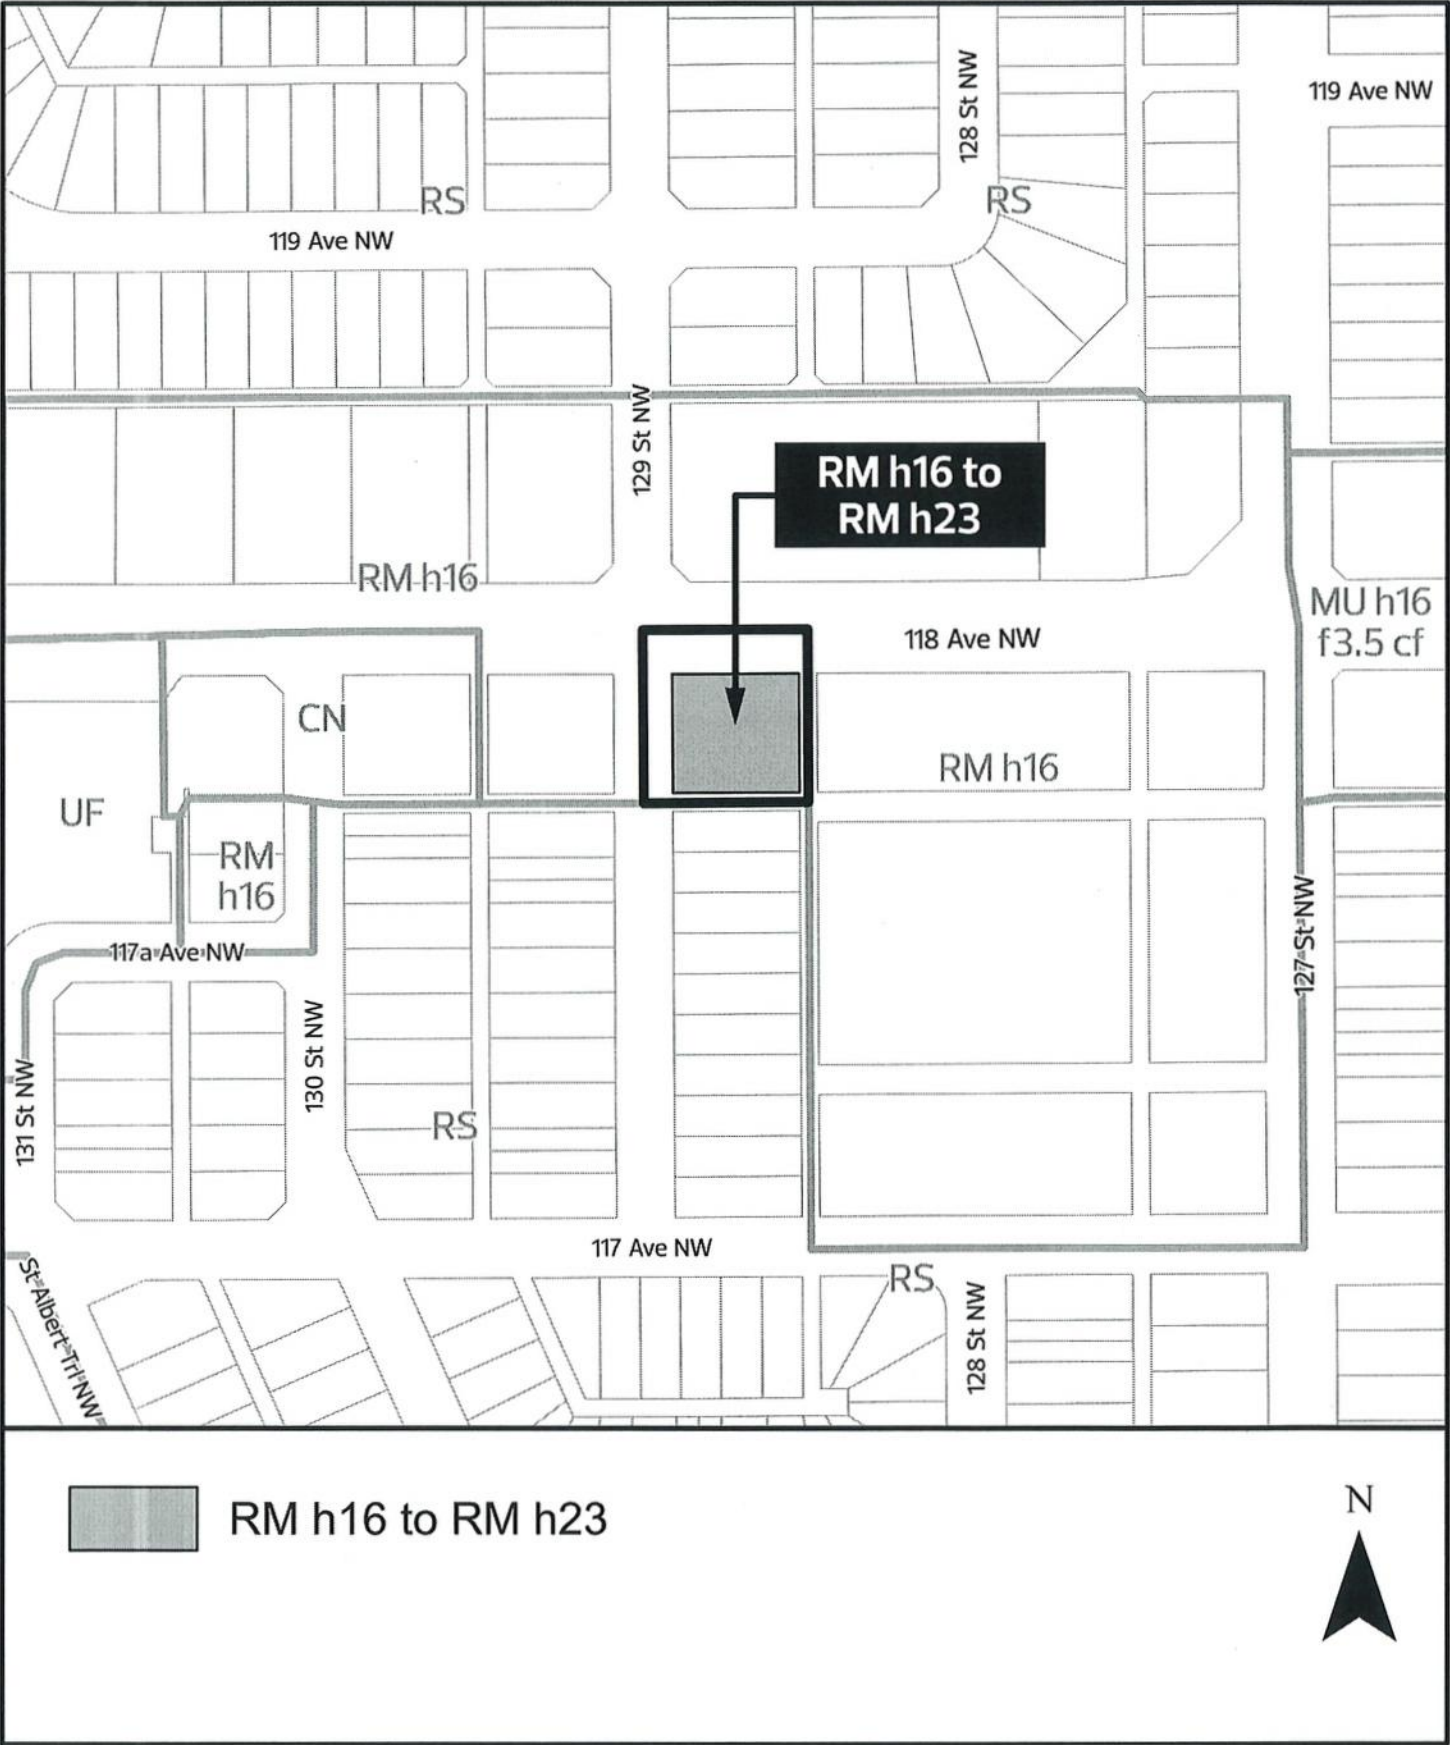 128 St NW
119 Ave NW
RS
RS
119 Ave NW
129 St NW
RM h16 to
RM h23
RM h16
MU h16
f3.5 cf
118 Ave NW
CN
RM h16
UF
RM
h16
117a Ave NW
127 St NW
130 St NW
131 St NW
RS
117 Ave NW
RS
St Albert Trl NW
128 St NW
RM h16 to RM h23
N